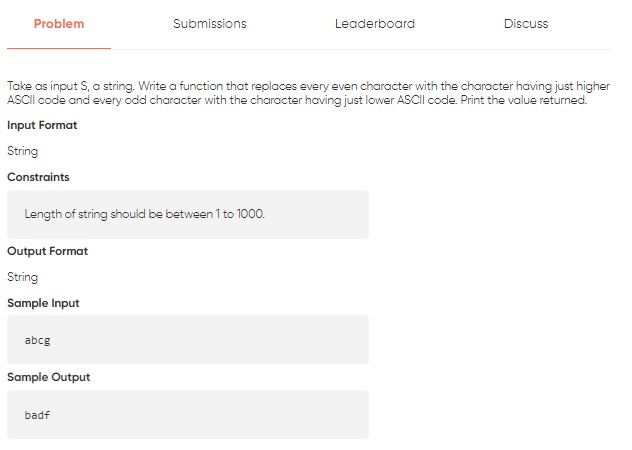 Problem Submissions Leaderboard Discuss
Take as input S, a string. Write a function that replaces every even character with the character having just higher
ASCII code and every odd character with the character having just lower ASCII code. Print the value returned.
Input Format
String
Constraints
Length of string should be between 1 to 1000.
Output Format
String
Sample Input
abcg
Sample Output
badf